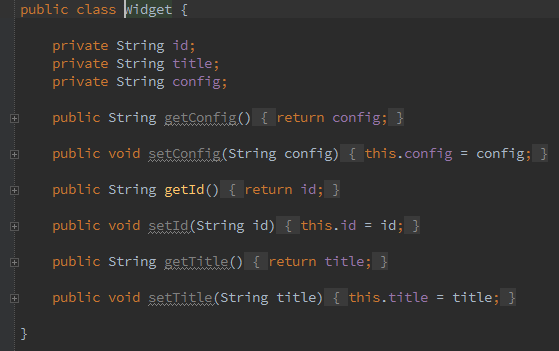 public class Widget {
private String id;
private String title;
private String config;
public String getConfig() { return config; }
public void setConfig(String config) { this.config = config; }
public String getId() { return id; }
public void setId(String id) { this.id = id; }
public String getTitle() { return title; }
public void setTitle(String title) { this.title = title; }
}